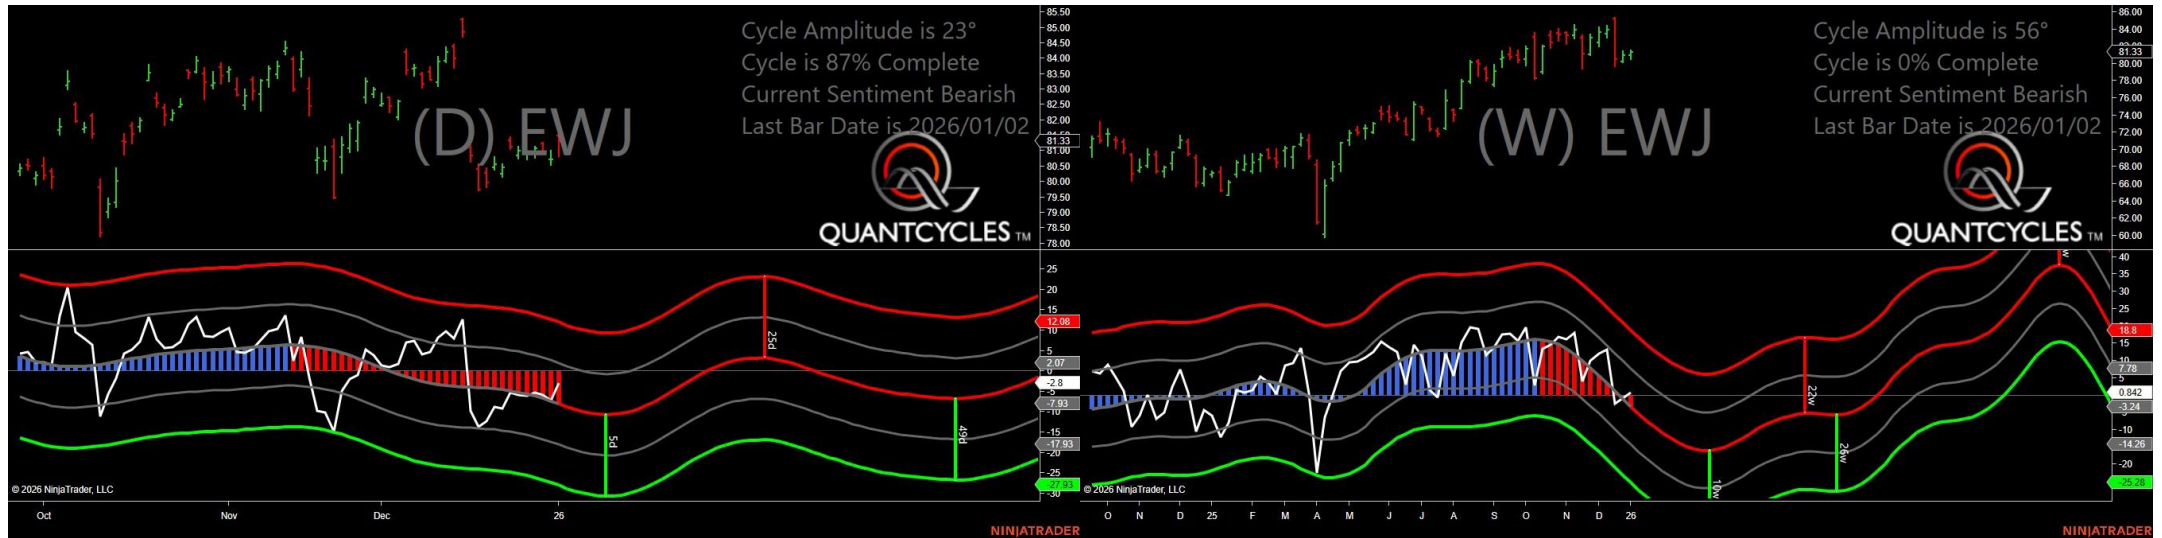 Cycle Amplitude is 23°
Cycle is 87% Complete
Current Sentiment Bearish
Last Bar Date is 2026/01/02
(D) EWJ
QUANTCYCLES TM
85.50
85.00
84.50
84.00
83.50
83.00
82.50
82.00
81.33
81.00
80.50
80.00
79.50
79.00
78.50
78.00
25
20
15
12.08
10
5
2.07
0
-2.8
-5
-7.93
-10
-17.93
-20
-25
-27.93
-30
5d
25d
49d
© 2026 NinjaTrader, LLC
Oct
Nov
Dec
26
NINJATRADER
Cycle Amplitude is 56°
Cycle is 0% Complete
Current Sentiment Bearish
Last Bar Date is 2026/01/02
(W) EWJ
QUANTCYCLES TM
86.00
84.00
81.33
80.00
78.00
76.00
74.00
72.00
70.00
68.00
66.00
64.00
62.00
60.00
40
35
30
25
18.8
15
10
7.78
5
0.842
-3.24
-10
-14.26
-20
-25.28
10w
22w
26w
w
© 2026 NinjaTrader, LLC
O N D 25 F M A M J J A S O N D 26
NINJATRADER